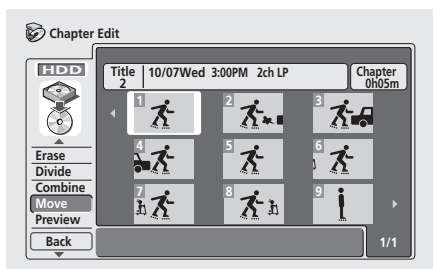 Chapter Edit
HDD
Title 2 10/07Wed 3:00PM 2ch LP Chapter 0h05m
1 2 3
4 5 6
7 8 9
Erase
Divide
Combine
Move
Preview
Back
1/1